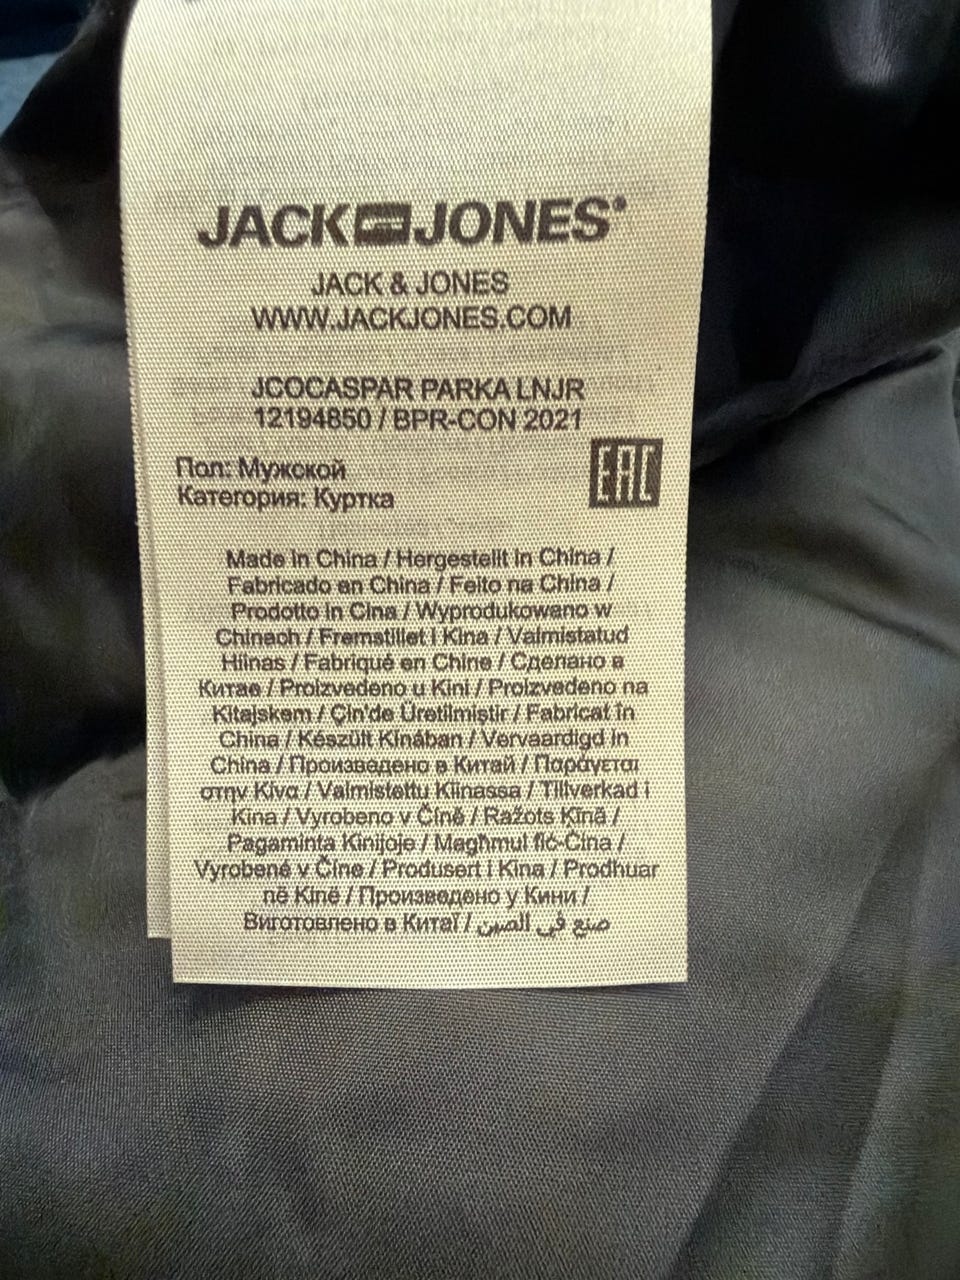 JACK JONES®
JACK & JONES
WWW.JACKJONES.COM
JCOCASPAR PARKA LNJR
12194850 / BPR-CON 2021
Пол: Мужской
Категория: Куртка
EAC
Made in China / Hergestellt in China /
Fabricado en China / Feito na China /
Prodotto in Cina / Wyprodukowano w
Chinach / Fremstillet i Kina / Valmistatud
Hiinas / Fabriqué en Chine / Сделано в
Китае / Proizvedeno u Kini / Proizvedeno na
Kitajskem / Çin'de Üretilmiştir / Fabricat în
China / Készült Kínában / Vervaardigd in
China / Произведено в Китай / Παράγεται
στην Κίνα / Valmistettu Kiinassa / Tillverkad i
Kina / Vyrobeno v Číně / Ražots Ķīnā /
Pagaminta Kinijoje / Magħmul fiċ-Ċina /
Vyrobené v Číne / Produsert i Kina / Prodhuar
në Kinë / Произведено у Кини /
Виготовлено в Китаї / صنع في الصين